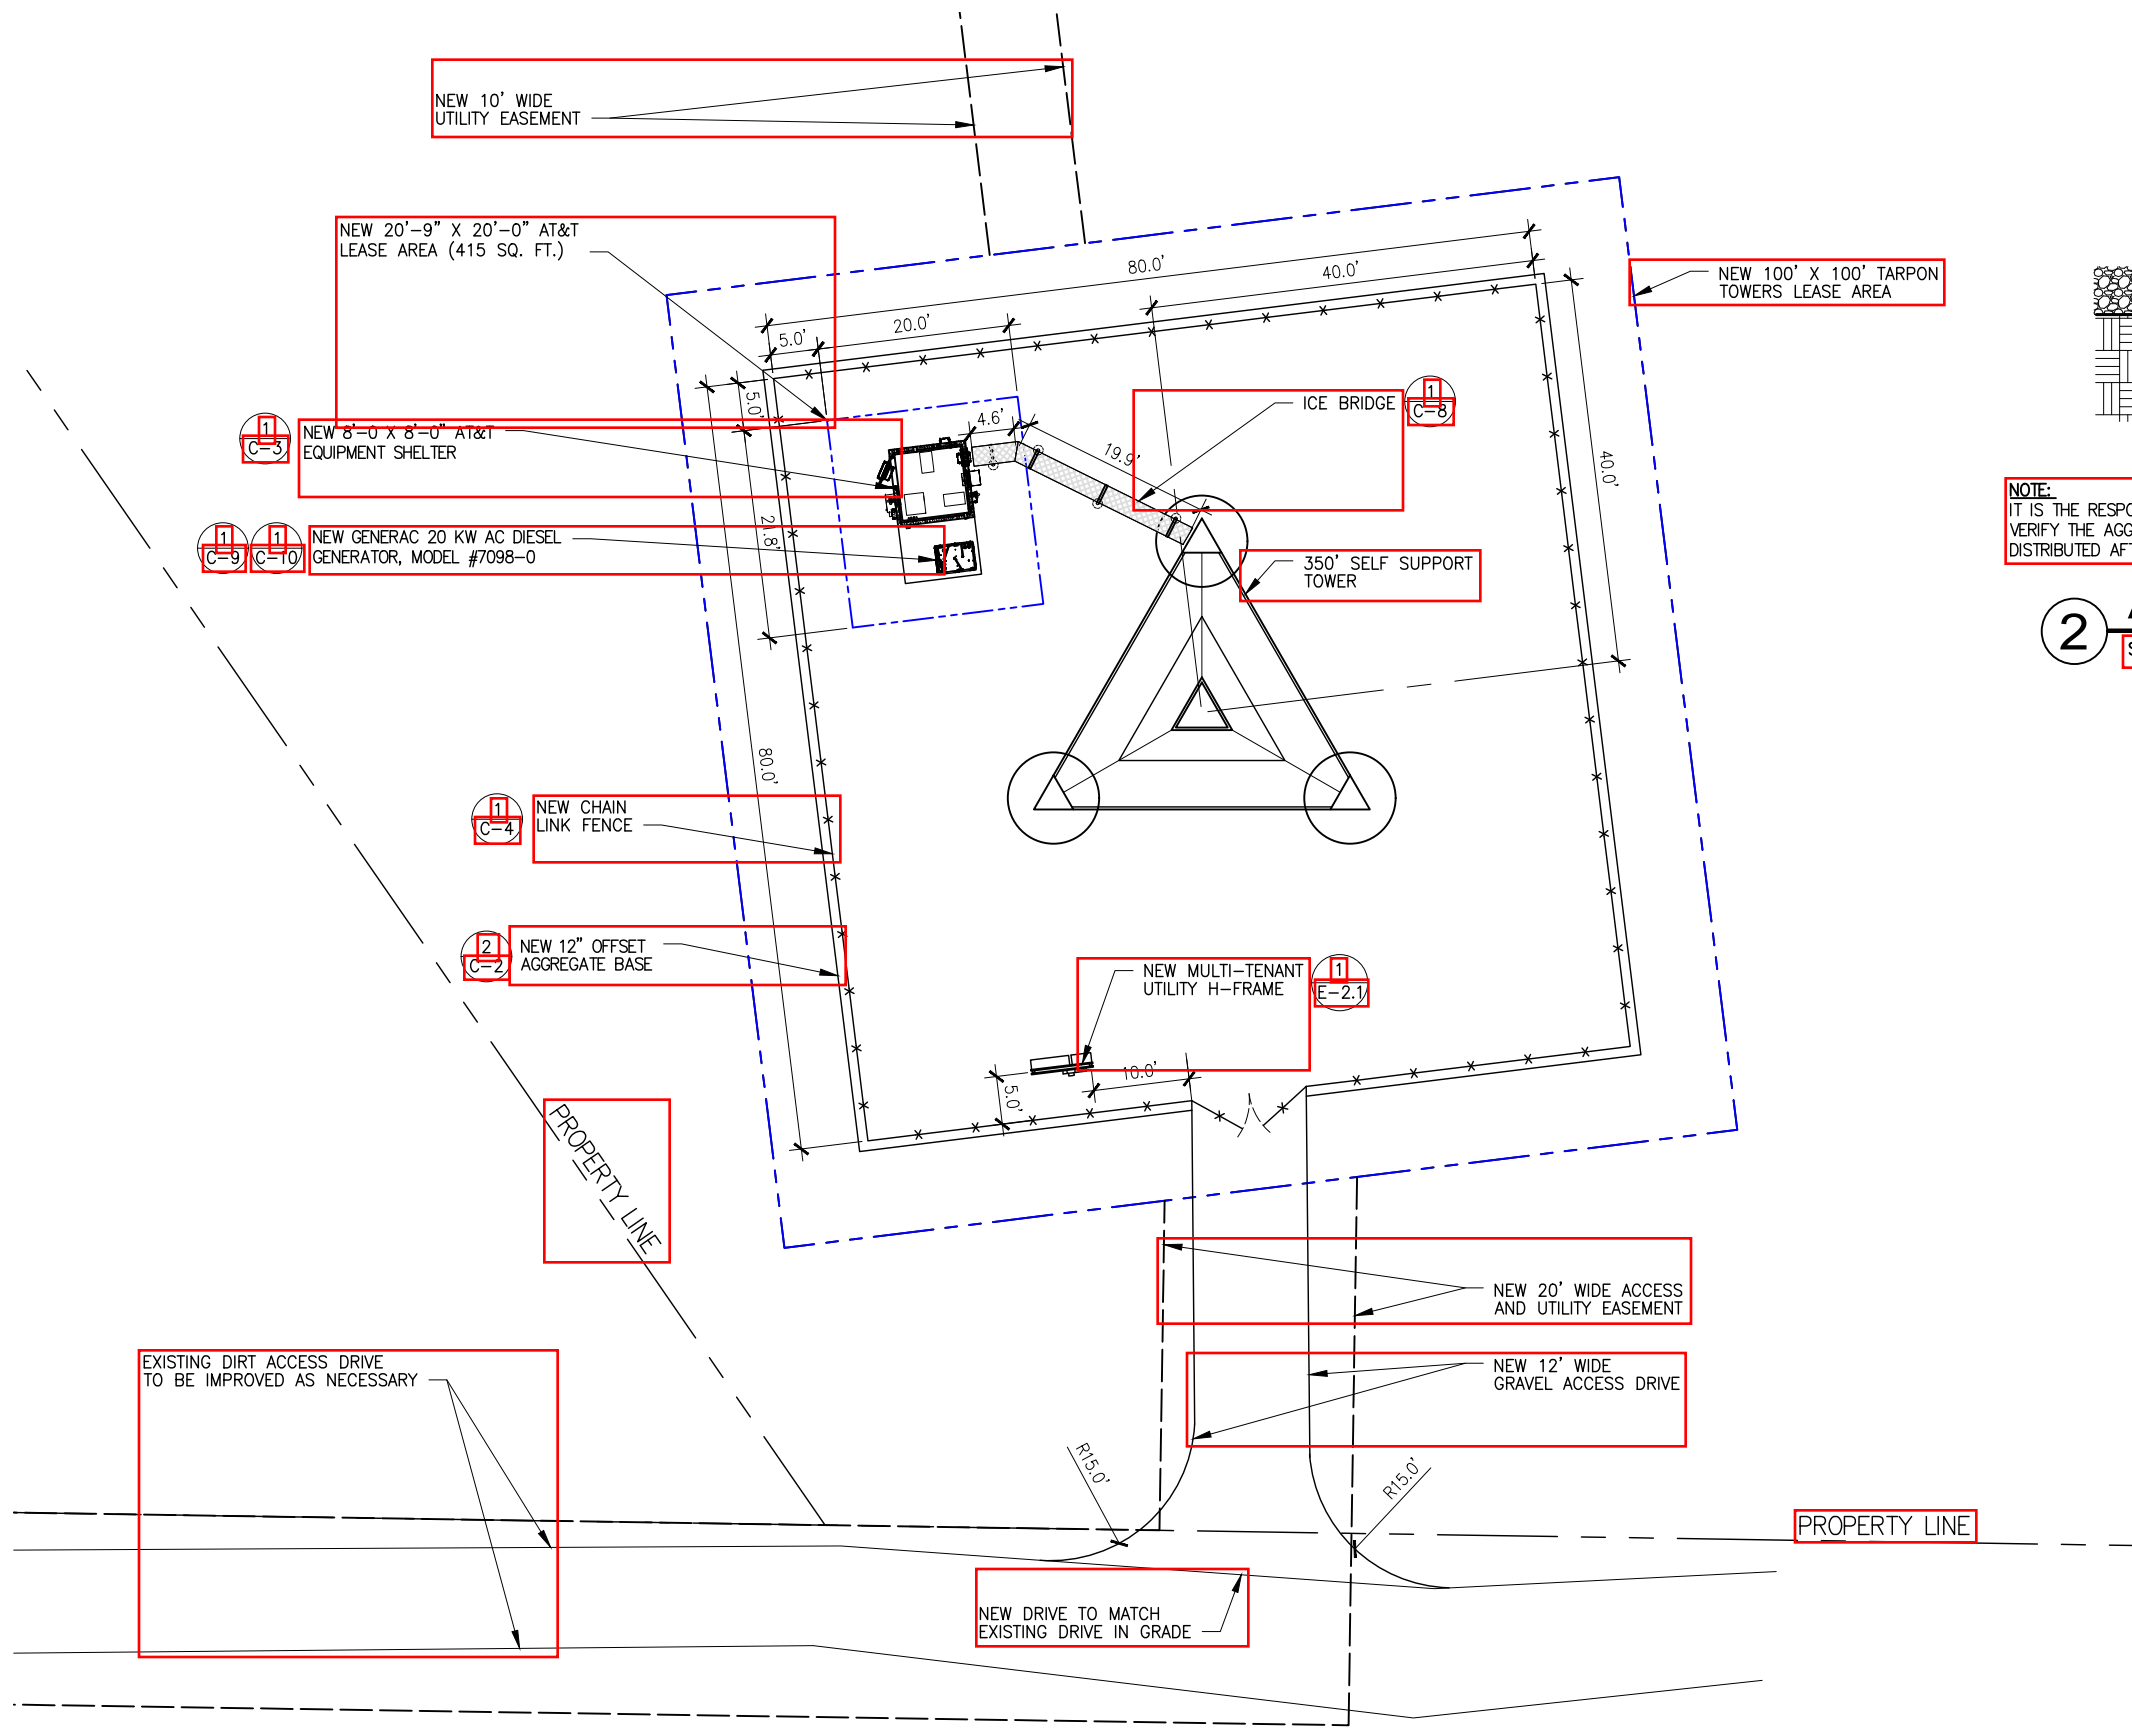 NEW 10' WIDE
UTILITY EASEMENT
NEW 20'-9" X 20'-0" AT&T
LEASE AREA (415 SQ. FT.)
80.0'
40.0'
NEW 100' X 100' TARPON
TOWERS LEASE AREA
20.0'
5.0'
5.0'
1
C-3
NEW 8'-0 X 8'-0" AT&T
EQUIPMENT SHELTER
4.6'
19.9'
ICE BRIDGE
1
C-8
40.0'
NOTE:
IT IS THE
VERIFY THE
DISTRIBUTED
21.8'
1
C-9
1
C-10
NEW GENERAC 20 KW AC DIESEL
GENERATOR, MODEL #7098-0
350' SELF SUPPORT
TOWER
2
80.0'
1
C-4
NEW CHAIN
LINK FENCE
2
C-2
NEW 12" OFFSET
AGGREGATE BASE
NEW MULTI-TENANT
UTILITY H-FRAME
1
E-2.1
10.0'
5.0'
PROPERTY LINE
NEW 20' WIDE ACCESS
AND UTILITY EASEMENT
EXISTING DIRT ACCESS DRIVE
TO BE IMPROVED AS NECESSARY
NEW 12' WIDE
GRAVEL ACCESS DRIVE
R15.0'
R15.0'
PROPERTY LINE
NEW DRIVE TO MATCH
EXISTING DRIVE IN GRADE